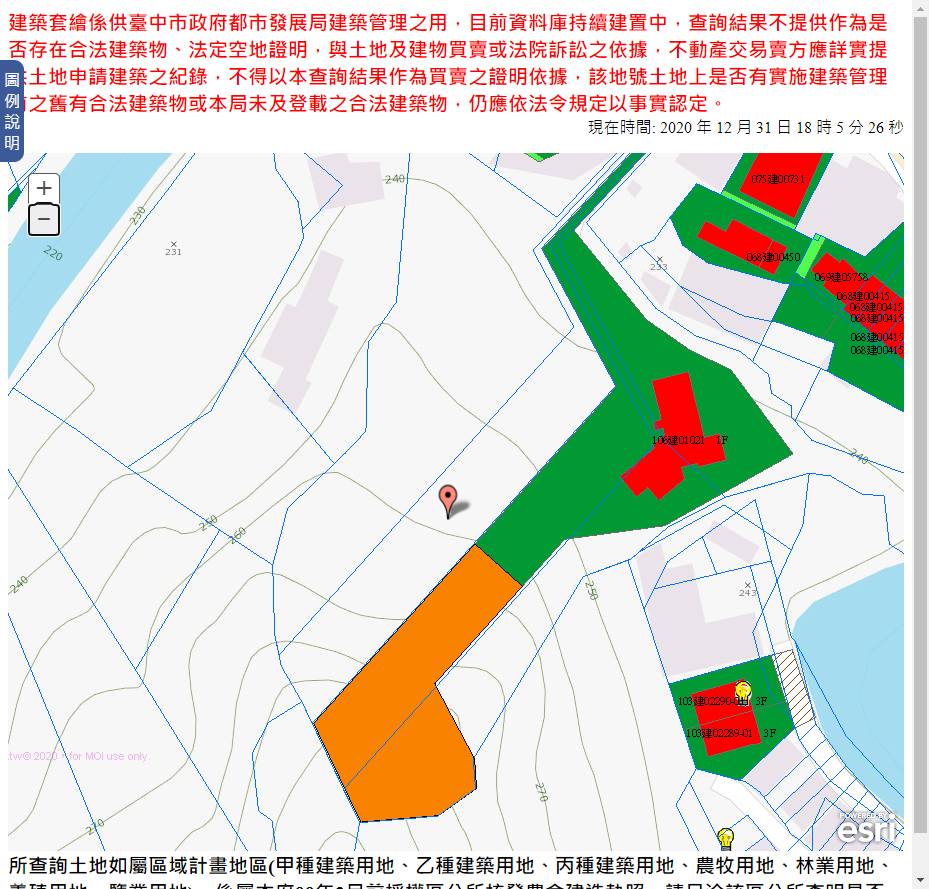 建築套繪係供臺中市政府都市發展局建築管理之用，目前資料庫持續建置中，查詢結果不提供作為是
否存在合法建築物、法定空地證明，與土地及建物買賣或法院訴訟之依據，不動產交易賣方應詳實提
供土地申請建築之紀錄，不得以本查詢結果作為買賣之證明依據，該地號土地上是否有實施建築管理
前之舊有合法建築物或本局未及登載之合法建築物，仍應依法令規定以事實認定。
圖例說明
現在時間: 2020 年 12 月 31 日 18 時 5 分 26 秒
+
−
240
230
220
231
233
075建00731
068建00450
069建05758
068建00415
068建00415
068建00415
068建00415
068建00415
106建01021 1F
240
250
260
240
250
243
103建02290-01 3F
103建02289-01 3F
270
270
tw© 2020 - for MOI use only.
POWERED BY
esri
所查詢土地如屬區域計畫地區(甲種建築用地、乙種建築用地、丙種建築用地、農牧用地、林業用地、